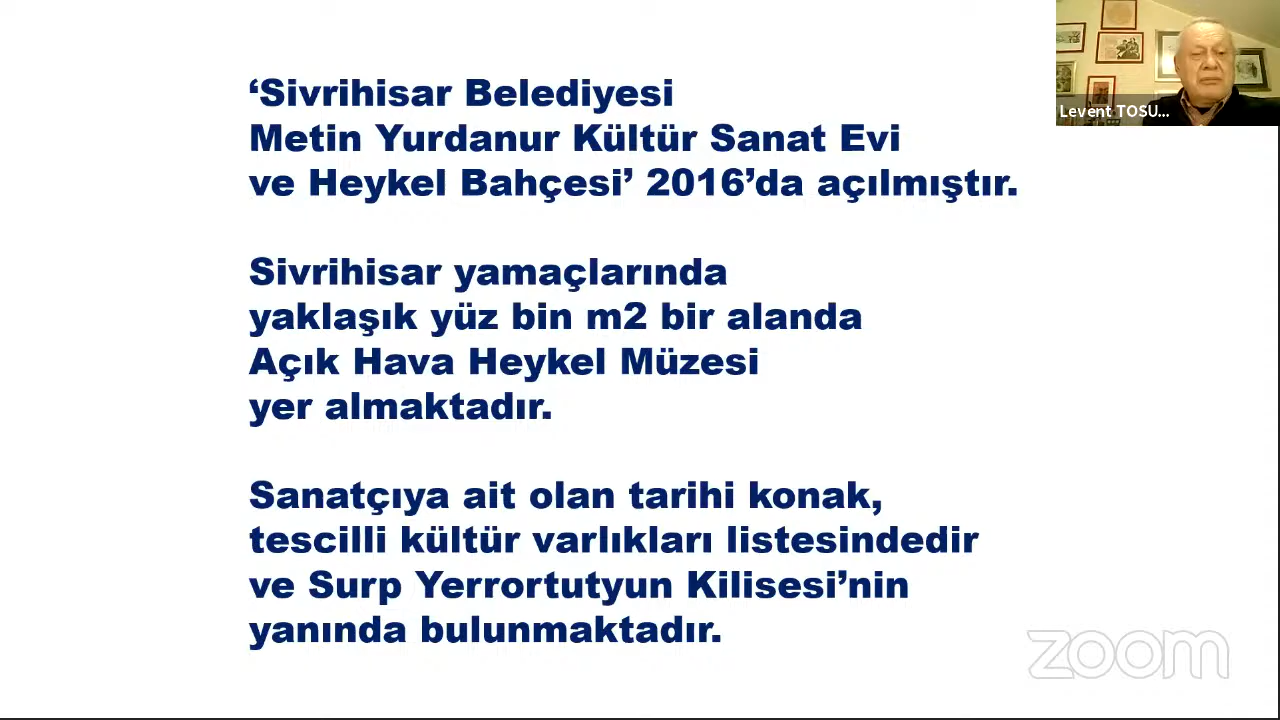 ‘Sivrihisar Belediyesi
Metin Yurdanur Kültür Sanat Evi
ve Heykel Bahçesi’ 2016’da açılmıştır.
Sivrihisar yamaçlarında
yaklaşık yüz bin m2 bir alanda
Açık Hava Heykel Müzesi
yer almaktadır.
Sanatçıya ait olan tarihi konak,
tescilli kültür varlıkları listesindedir
ve Surp Yerrortutyun Kilisesi’nin
yanında bulunmaktadır.
Levent TOSU...
zoom